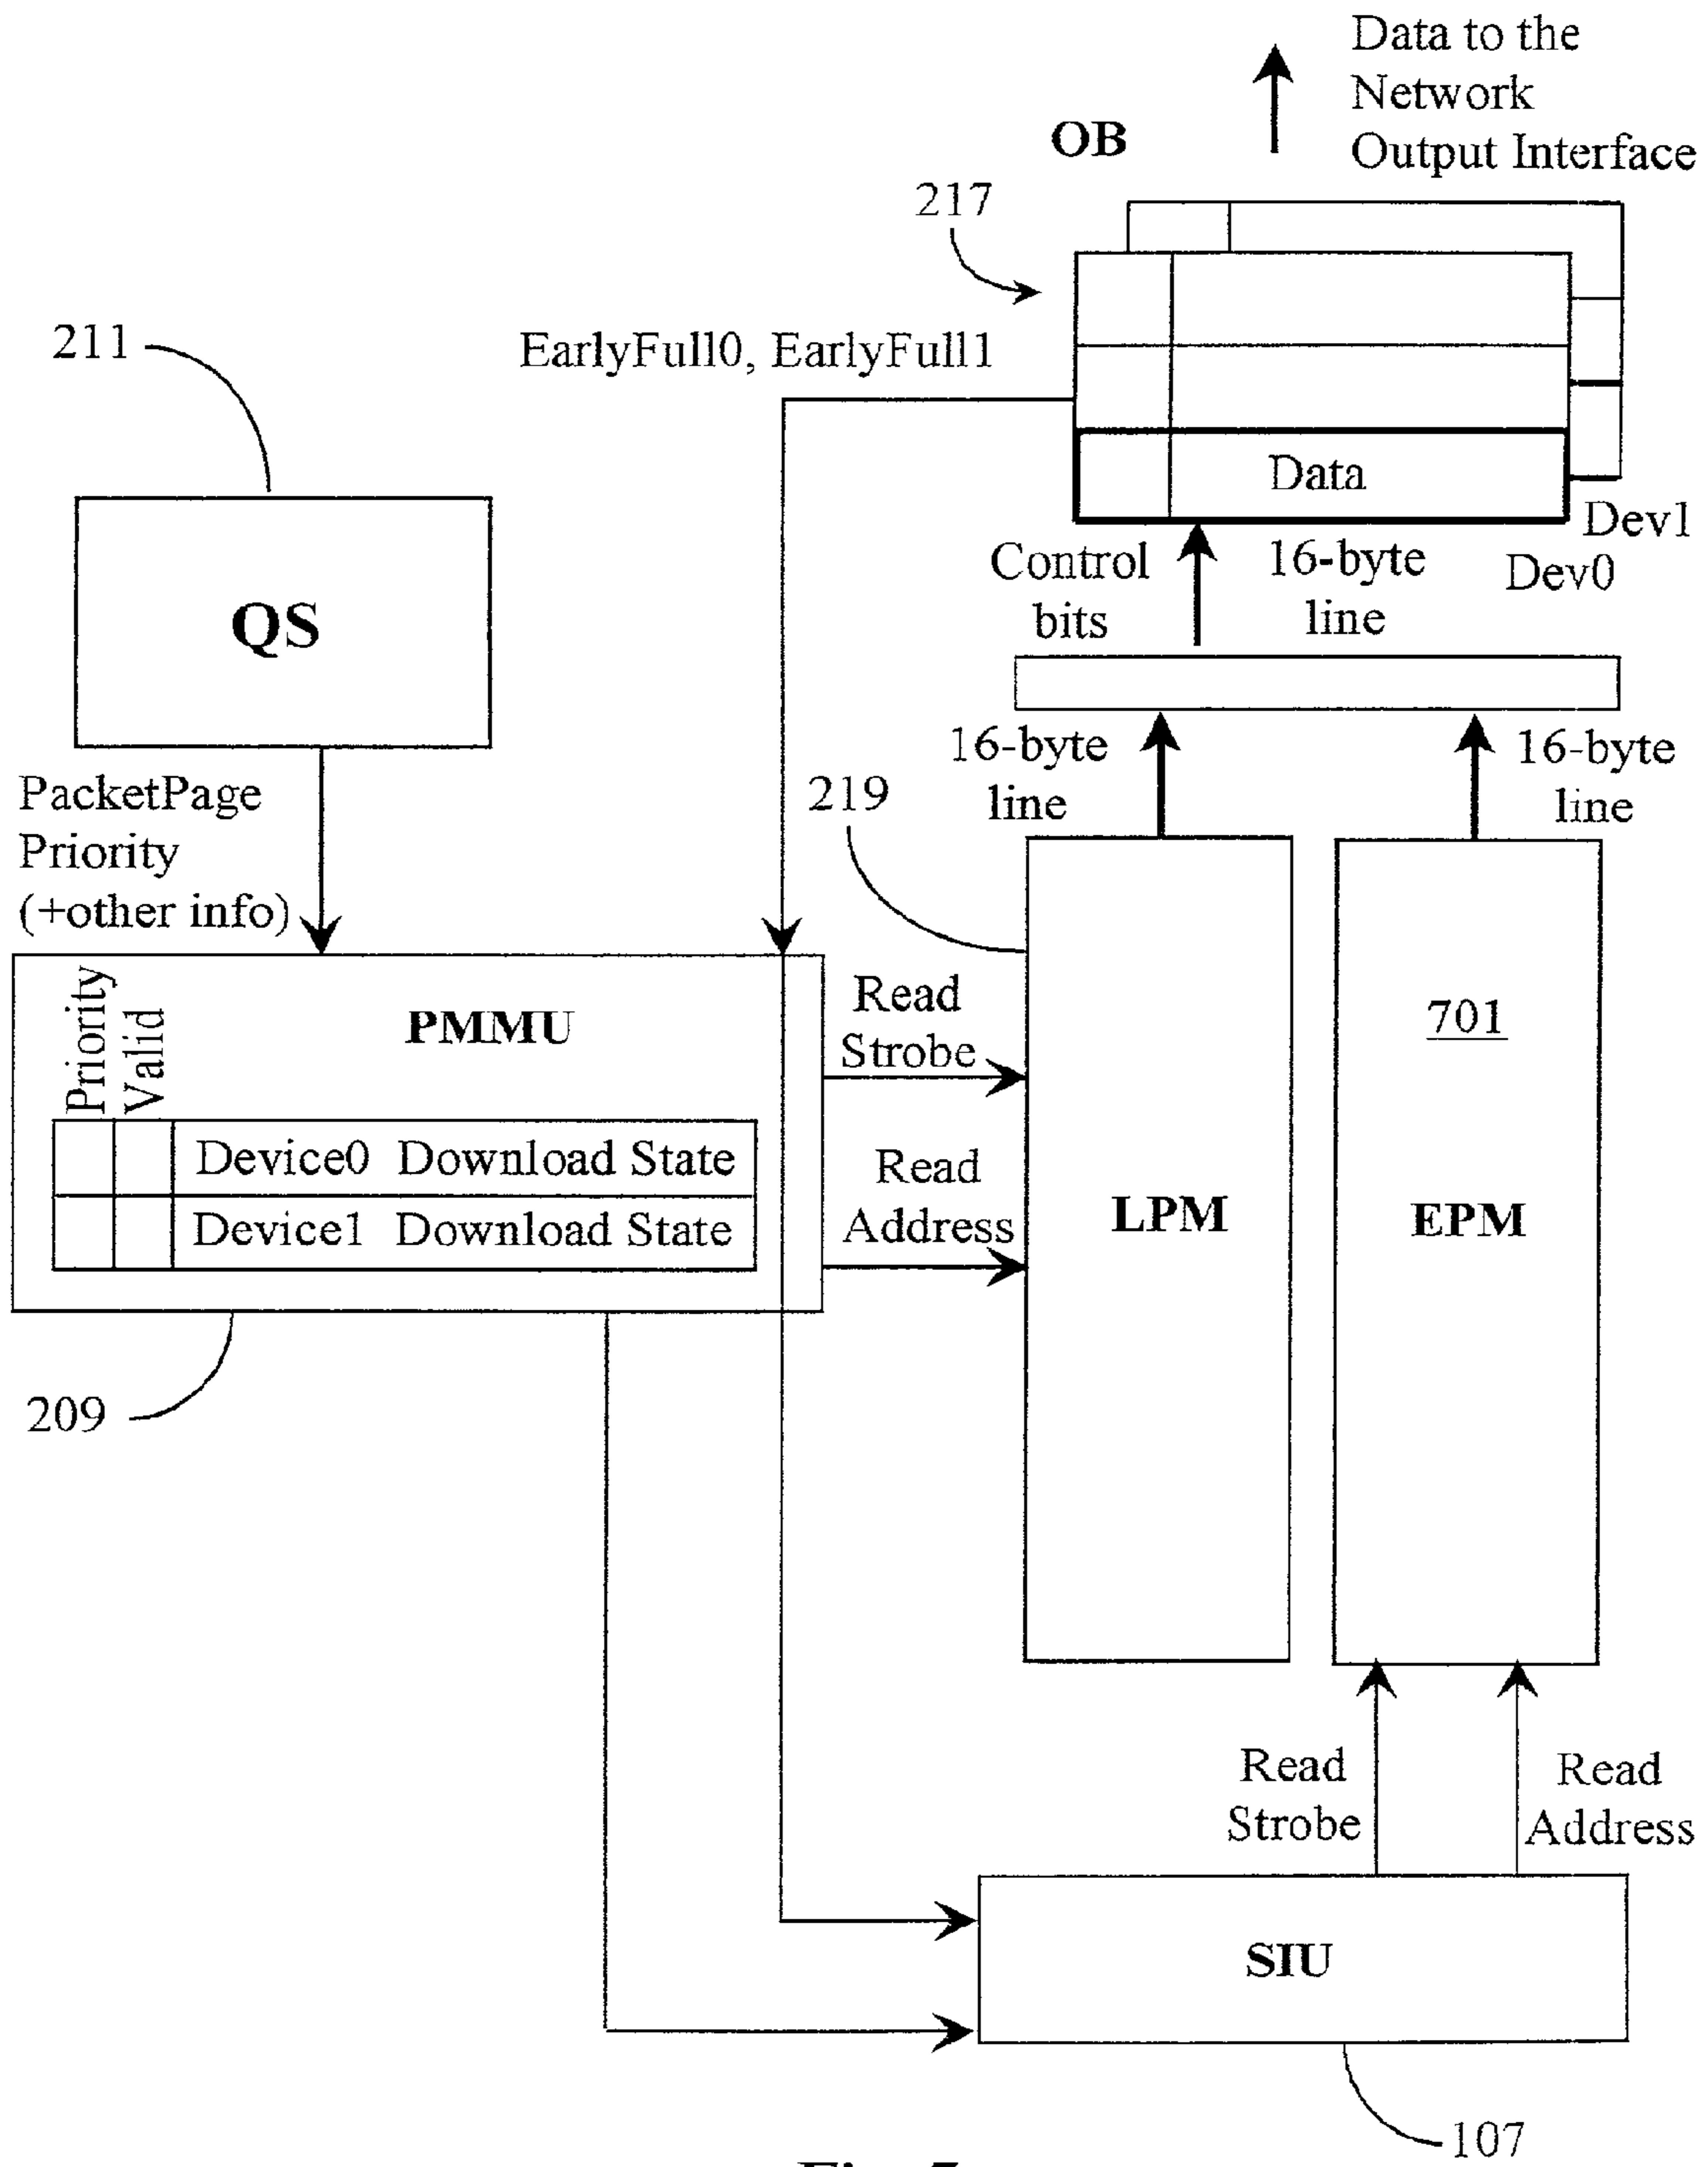 Data to the
Network
Output Interface
OB
217
211
EarlyFull0, EarlyFull1
Data
Dev1
Dev0
Control
bits
16-byte
line
QS
PacketPage
Priority
(+other info)
16-byte
line
16-byte
line
219
Priority
Valid
PMMU
Device0 Download State
Device1 Download State
Read
Strobe
Read
Address
LPM
701
EPM
209
Read
Strobe
Read
Address
SIU
107